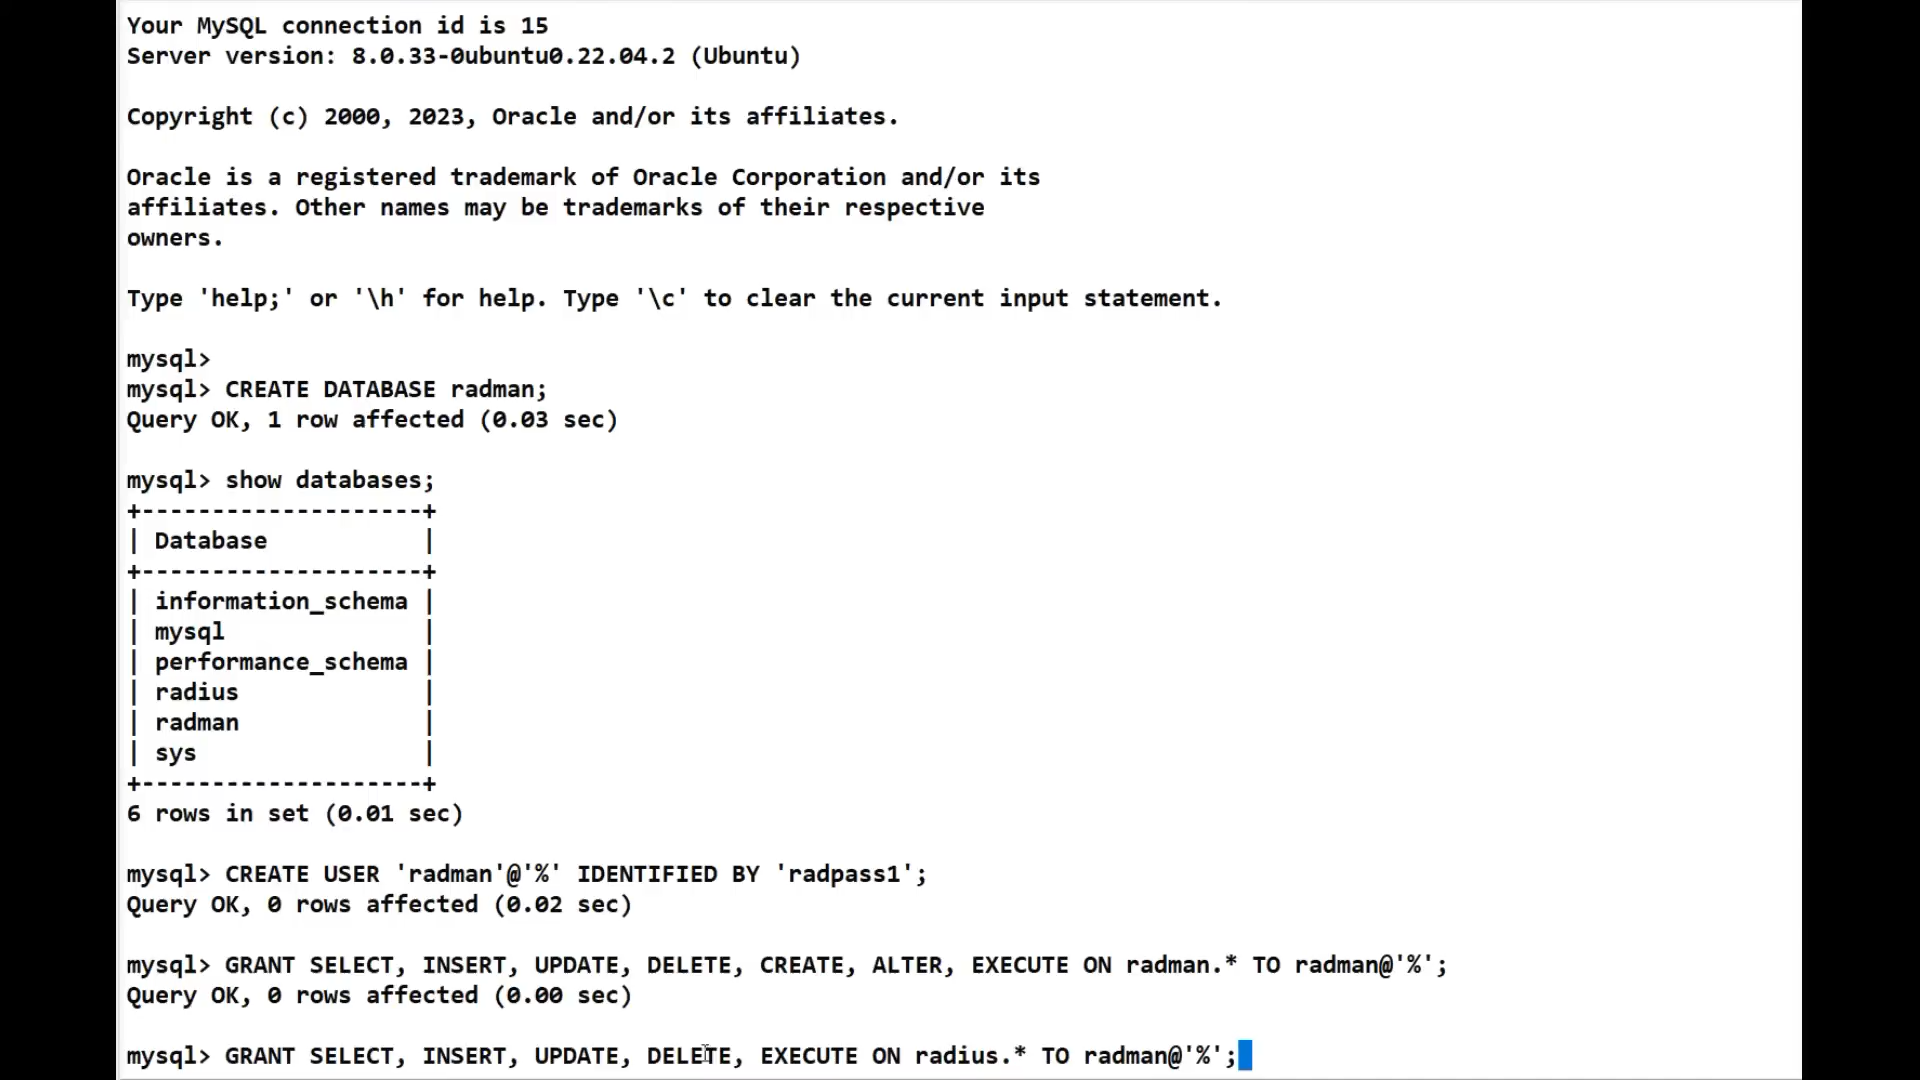 Your MySQL connection id is 15
Server version: 8.0.33-0ubuntu0.22.04.2 (Ubuntu)
Copyright (c) 2000, 2023, Oracle and/or its affiliates.
Oracle is a registered trademark of Oracle Corporation and/or its
affiliates. Other names may be trademarks of their respective
owners.
Type 'help;' or '\h' for help. Type '\c' to clear the current input statement.
mysql>
mysql> CREATE DATABASE radman;
Query OK, 1 row affected (0.03 sec)
mysql> show databases;
+--------------------+
| Database           |
+--------------------+
| information_schema |
| mysql              |
| performance_schema |
| radius             |
| radman             |
| sys                |
+--------------------+
6 rows in set (0.01 sec)
mysql> CREATE USER 'radman'@'%' IDENTIFIED BY 'radpass1';
Query OK, 0 rows affected (0.02 sec)
mysql> GRANT SELECT, INSERT, UPDATE, DELETE, CREATE, ALTER, EXECUTE ON radman.* TO radman@'%';
Query OK, 0 rows affected (0.00 sec)
mysql> GRANT SELECT, INSERT, UPDATE, DELETE, EXECUTE ON radius.* TO radman@'%';